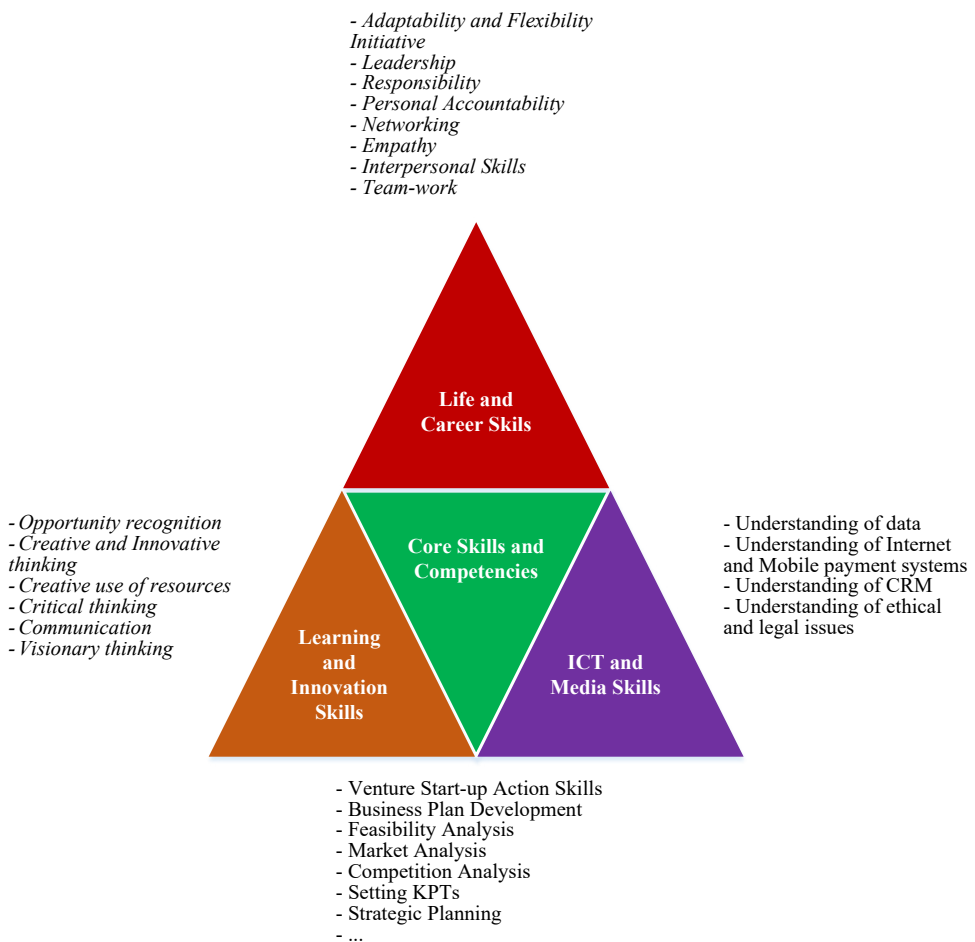 - Adaptability and Flexibility
Initiative
- Leadership
- Responsibility
- Personal Accountability
- Networking
- Empathy
- Interpersonal Skills
- Team-work
Life and
Career Skils
- Opportunity recognition
- Creative and Innovative
thinking
- Creative use of resources
- Critical thinking
- Communication
- Visionary thinking
Core Skills and
Competencies
Learning
and
Innovation
Skills
ICT and
Media Skills
- Understanding of data
- Understanding of Internet
and Mobile payment systems
- Understanding of CRM
- Understanding of ethical
and legal issues
- Venture Start-up Action Skills
- Business Plan Development
- Feasibility Analysis
- Market Analysis
- Competition Analysis
- Setting KPTs
- Strategic Planning
- ...